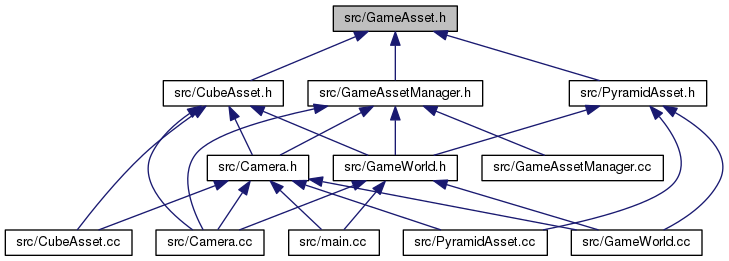 src/GameAsset.h
src/CubeAsset.h
src/GameAssetManager.h
src/PyramidAsset.h
src/Camera.h
src/GameWorld.h
src/GameAssetManager.cc
src/CubeAsset.cc
src/Camera.cc
src/main.cc
src/PyramidAsset.cc
src/GameWorld.cc